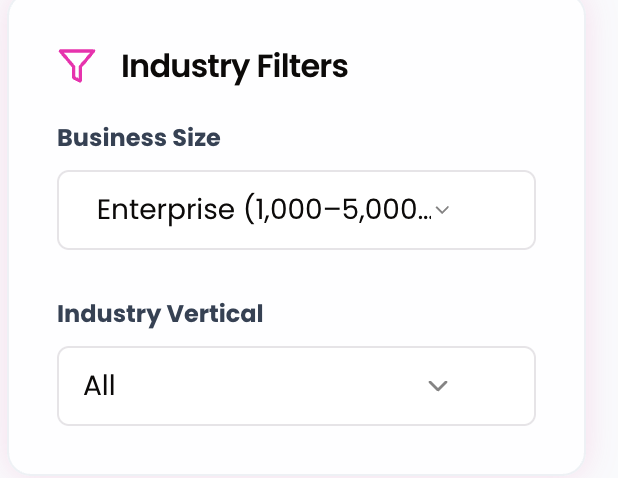 Industry Filters
Business Size
Enterprise (1,000–5,000...
Industry Vertical
All